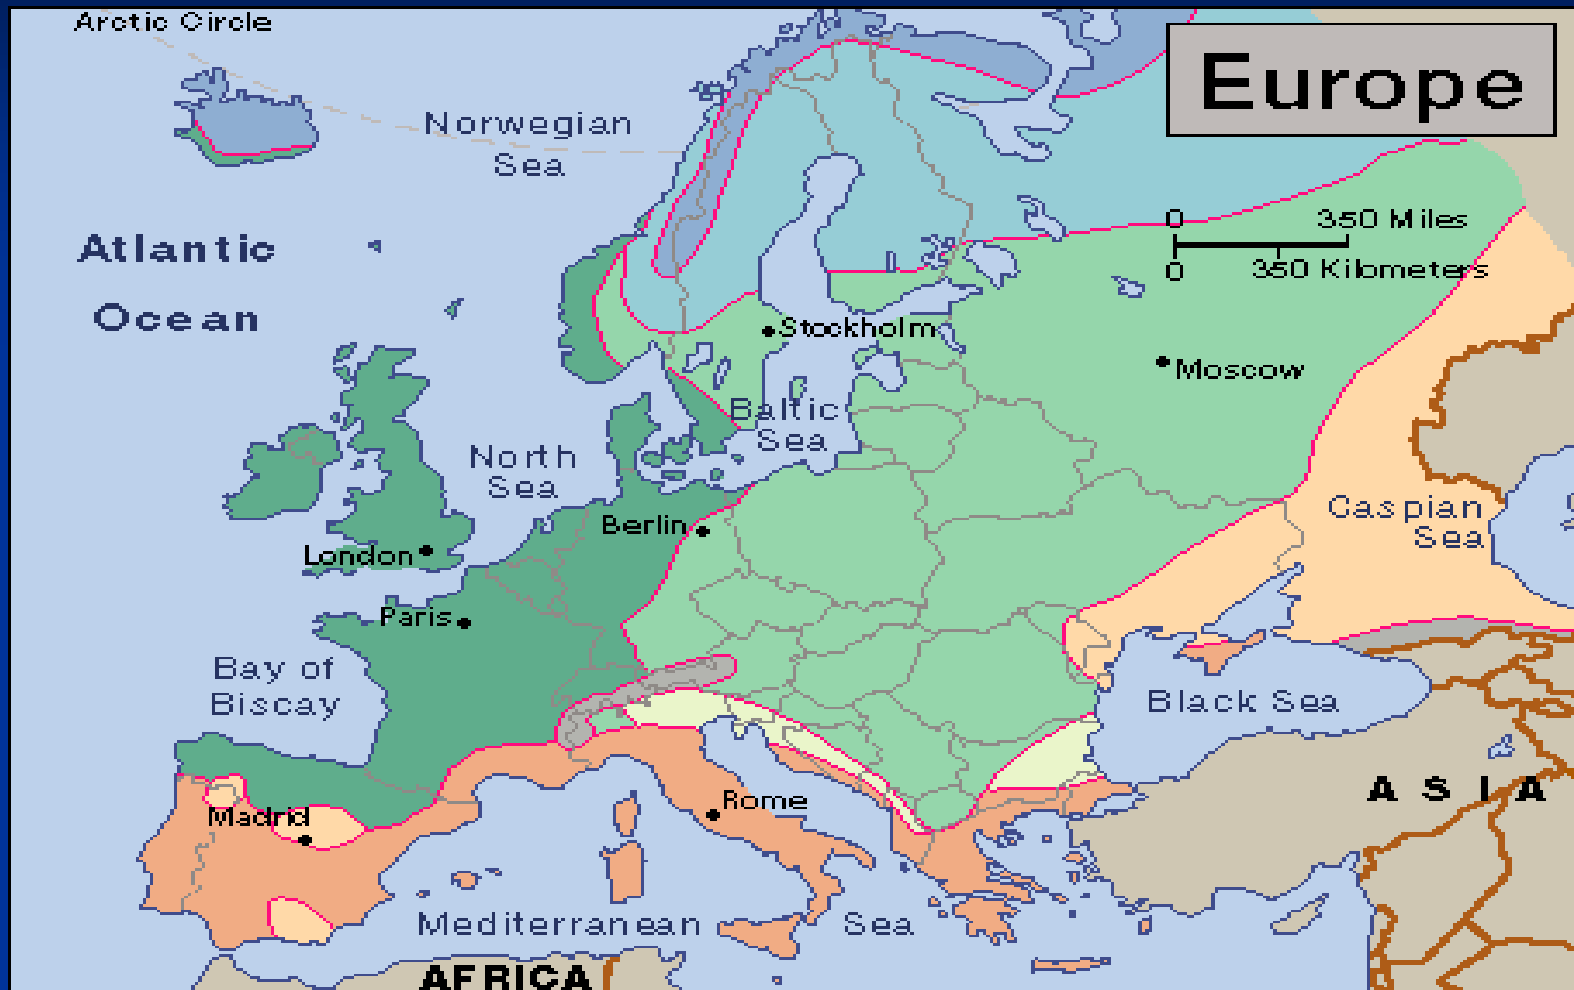 Arctic Circle
Europe
Norwegian
Sea
0 350 Miles
0 350 Kilometers
Atlantic
Ocean
Stockholm
Moscow
Baltic
Sea
North
Sea
Caspian
Sea
Berlin
London
Paris
Bay of
Biscay
Black Sea
ASIA
Rome
Madrid
Mediterranean Sea
AFRICA